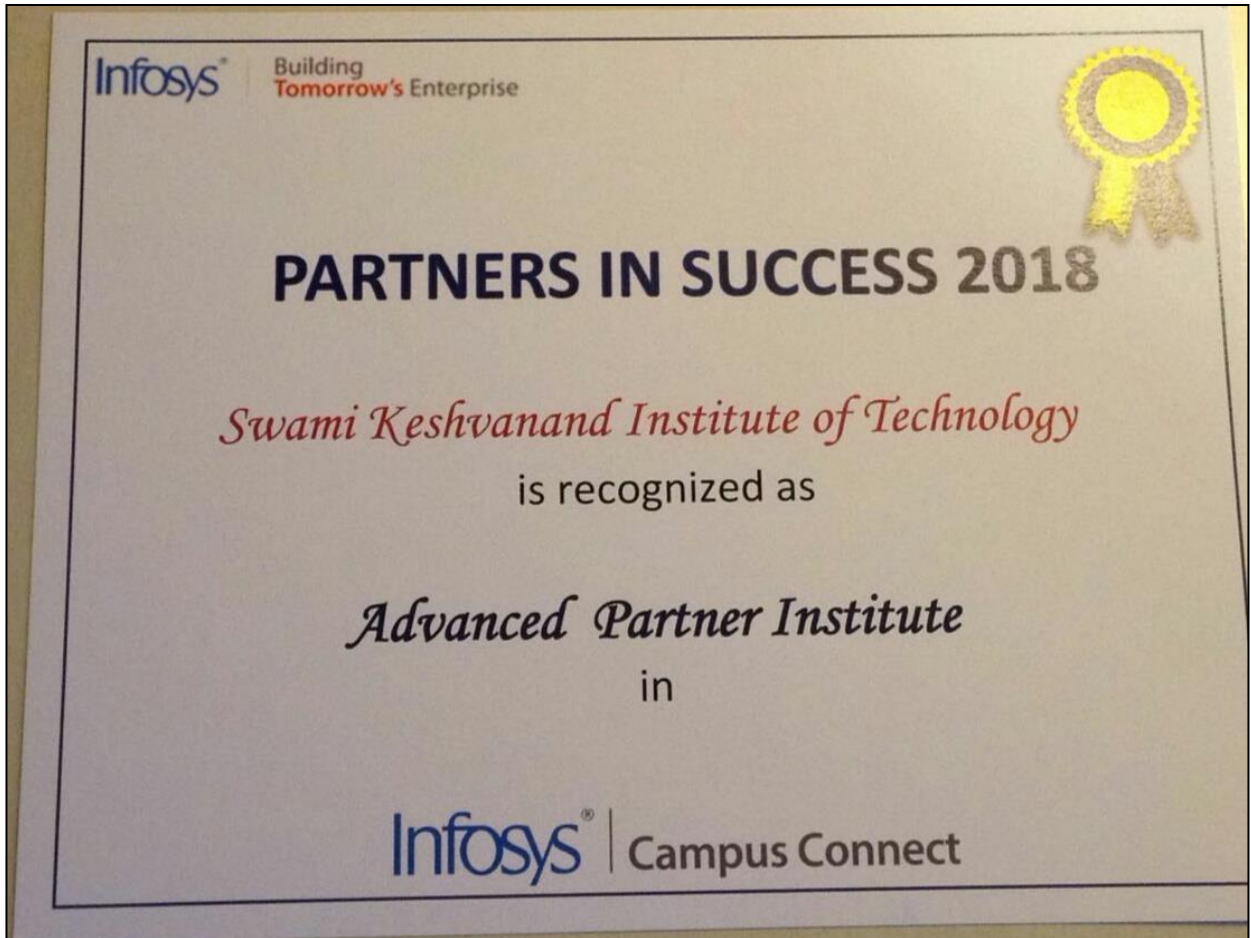 Infosys®
Building
Tomorrow's Enterprise
PARTNERS IN SUCCESS 2018
Swami Keshvanand Institute of Technology
is recognized as
Advanced Partner Institute
in
Infosys® | Campus Connect